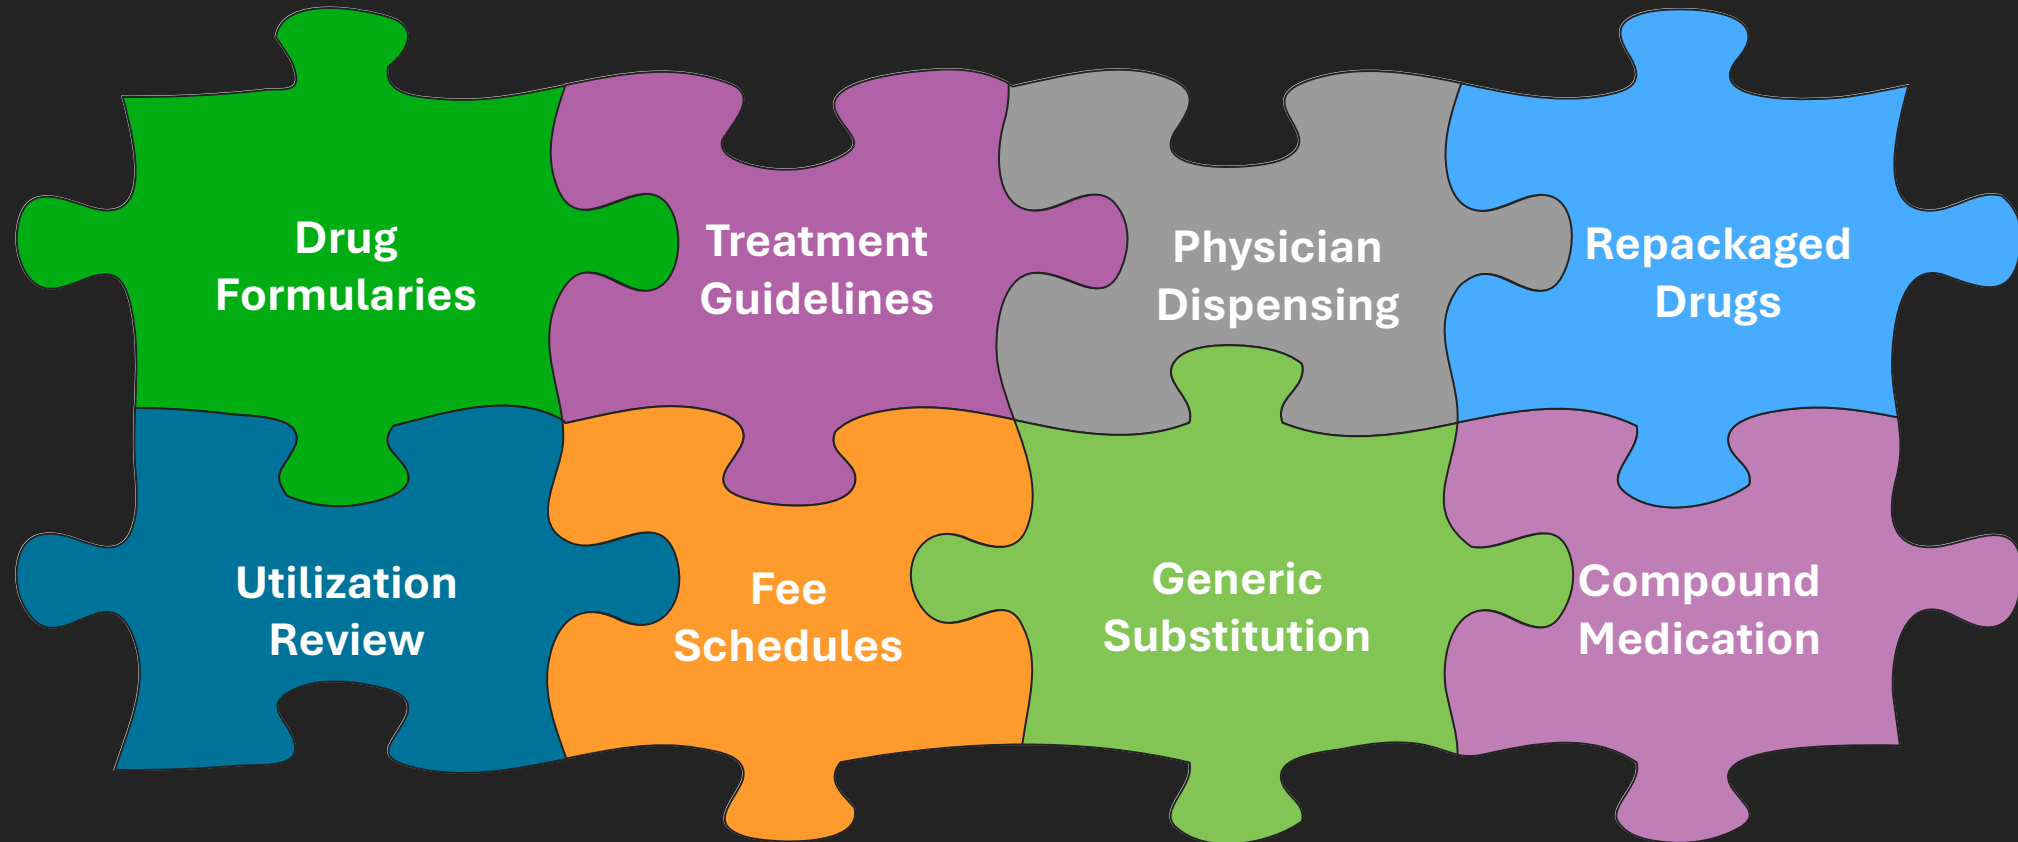 Drug
Formularies
Treatment
Guidelines
Physician
Dispensing
Repackaged
Drugs
Utilization
Review
Fee
Schedules
Generic
Substitution
Compound
Medication